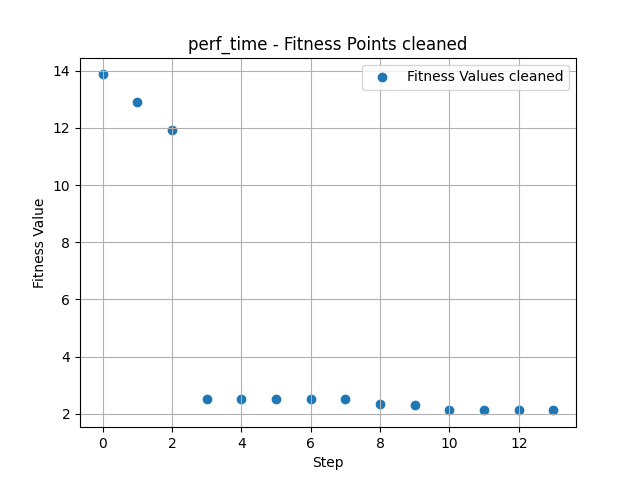 perf_time - Fitness Points cleaned
Fitness Values cleaned
Fitness Value
14
12
10
8
6
4
2
0 2 4 6 8 10 12
Step